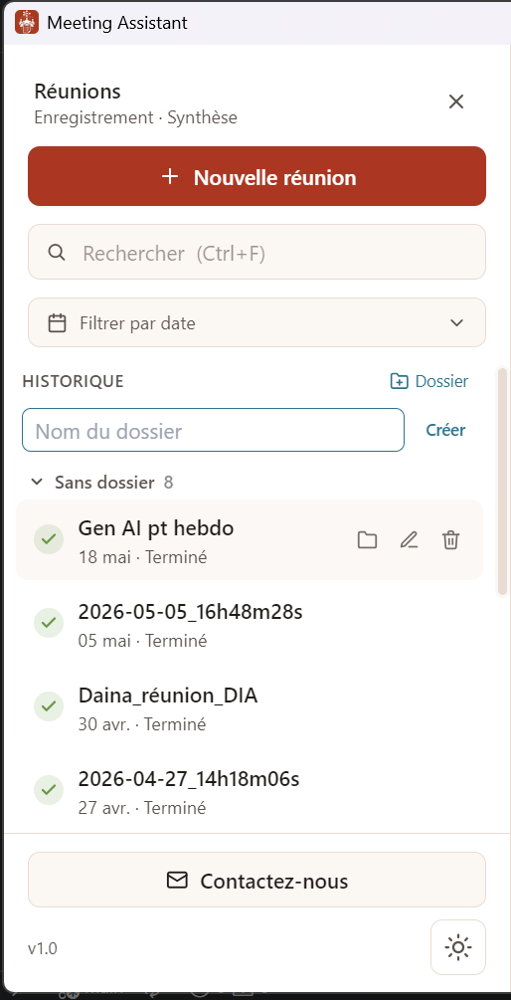 Meeting Assistant
Réunions
Enregistrement · Synthèse
+ Nouvelle réunion
Rechercher (Ctrl+F)
Filtrer par date
HISTORIQUE
Dossier
Nom du dossier
Créer
Sans dossier 8
Gen AI pt hebdo
18 mai · Terminé
2026-05-05_16h48m28s
05 mai · Terminé
Daina_réunion_DIA
30 avr. · Terminé
2026-04-27_14h18m06s
27 avr. · Terminé
Contactez-nous
v1.0